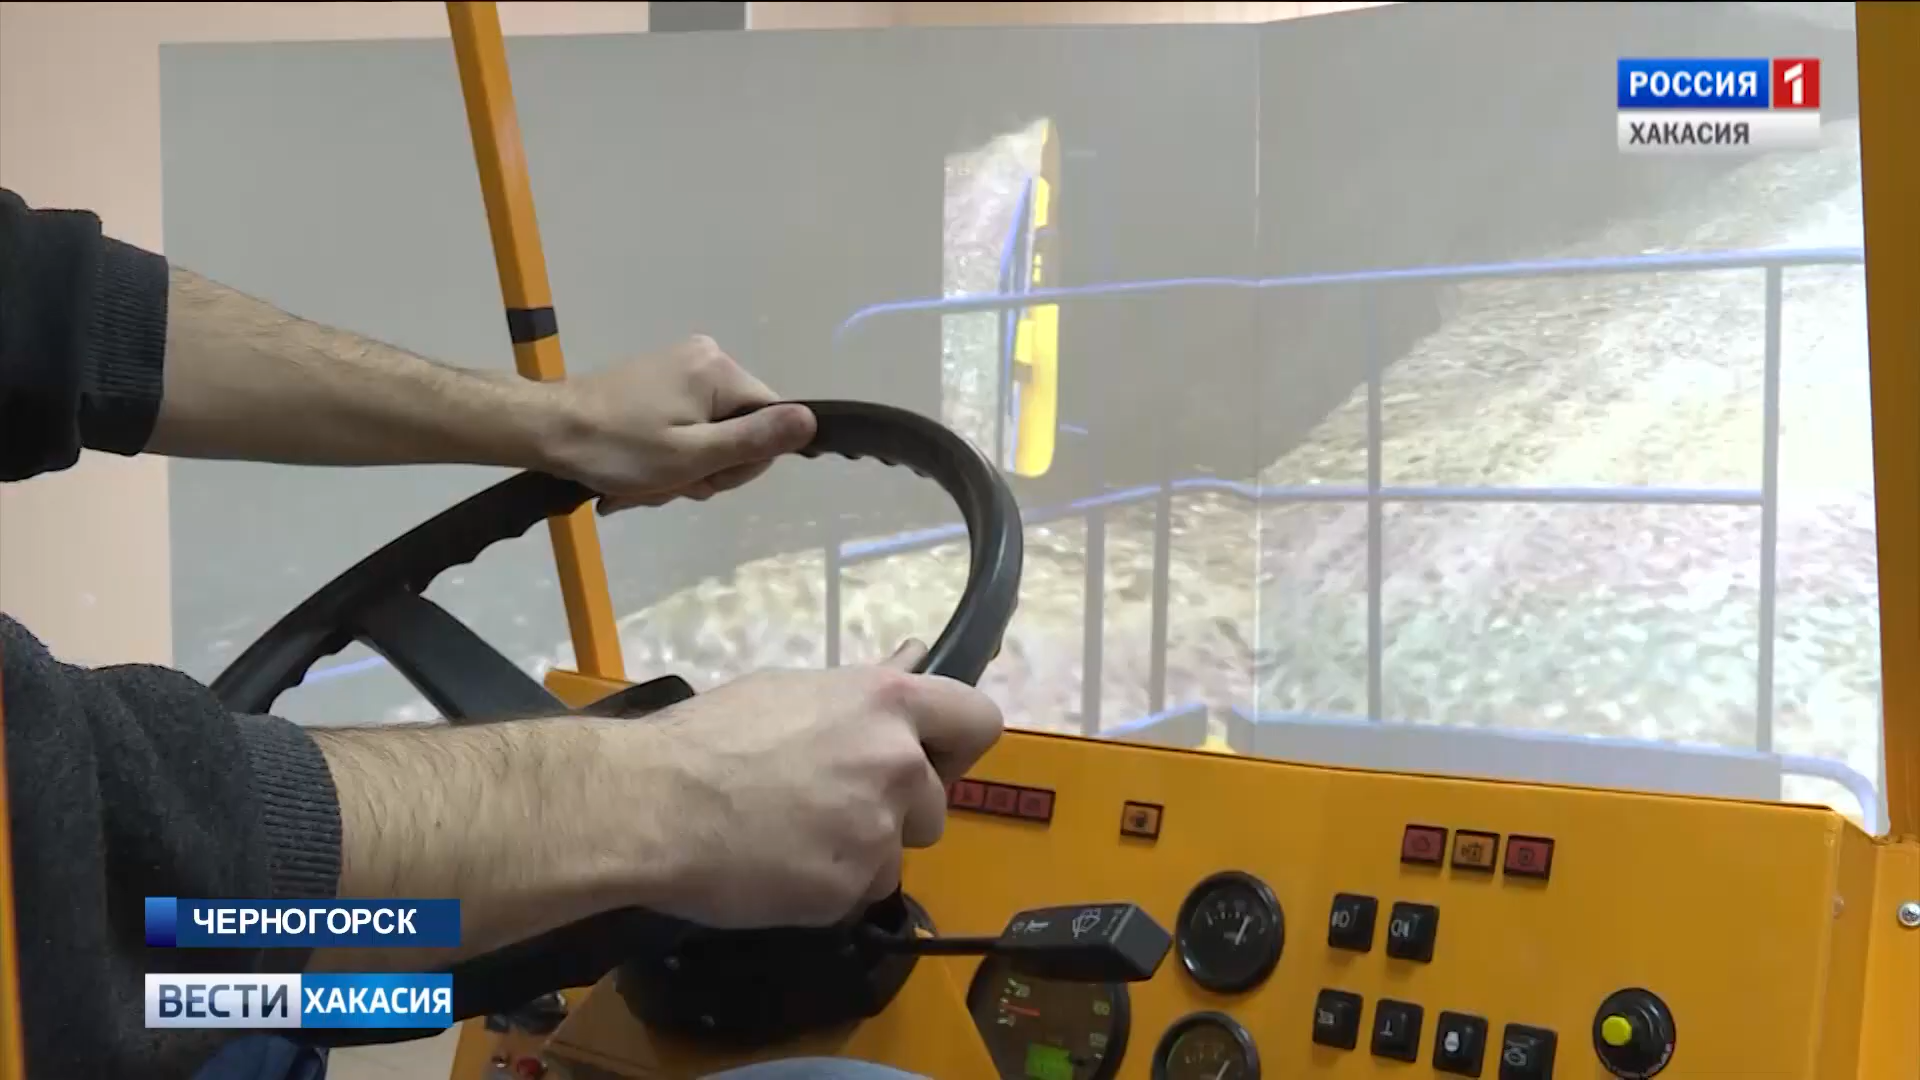 РОССИЯ 1
ХАКАСИЯ
ЧЕРНОГОРСК
ВЕСТИ ХАКАСИЯ